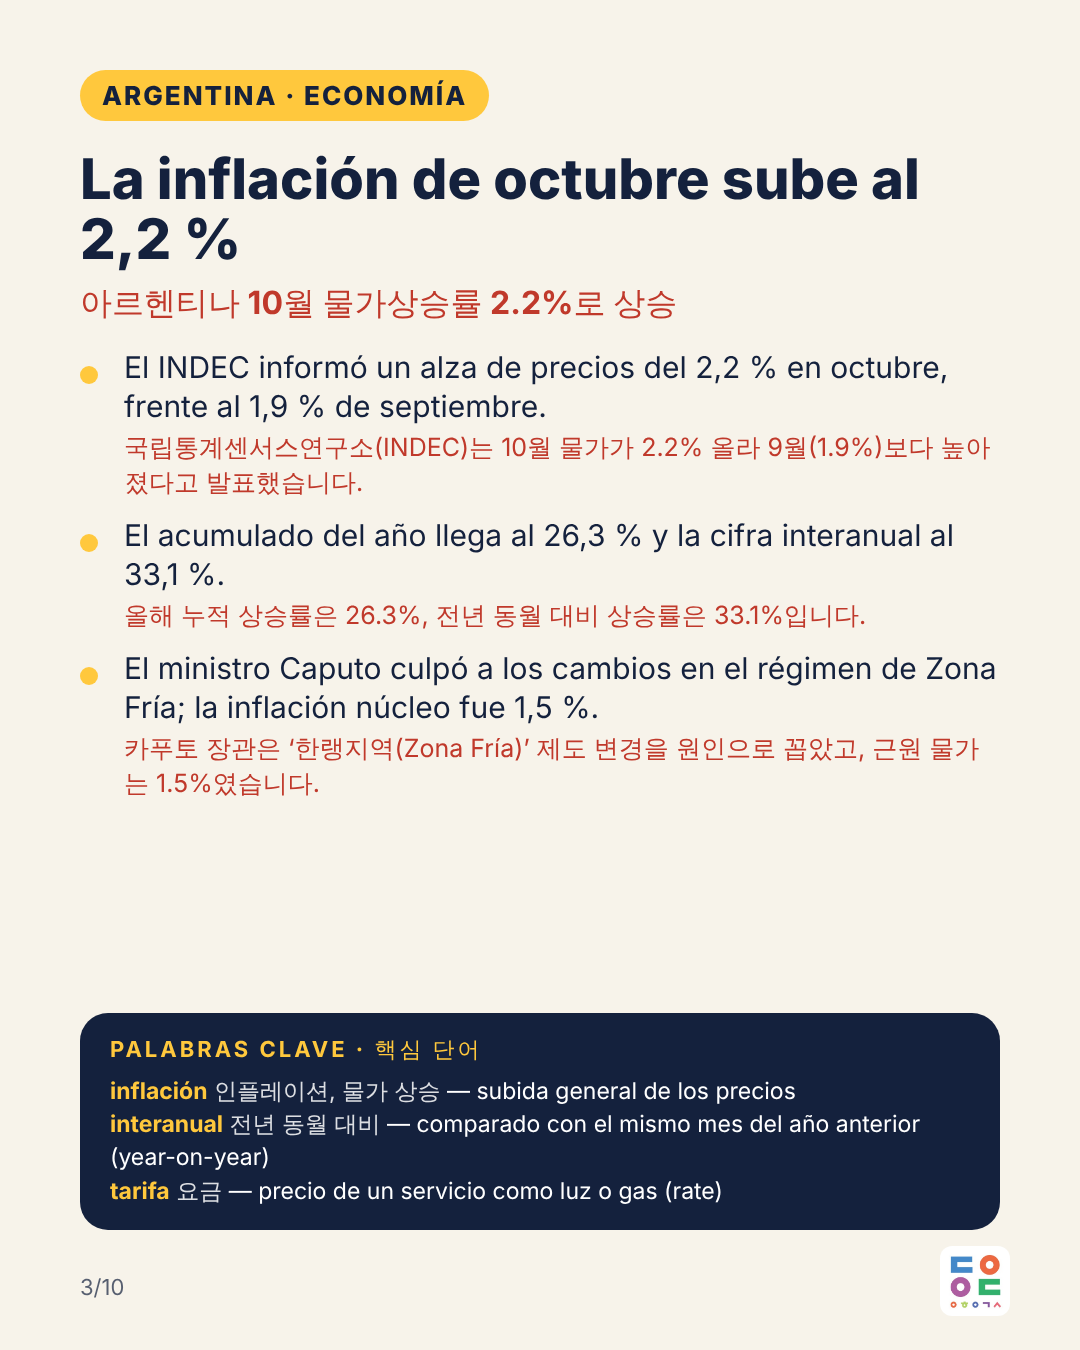 ARGENTINA · ECONOMÍA
La inflación de octubre sube al
2,2 %
아르헨티나 10월 물가상승률 2.2%로 상승
El INDEC informó un alza de precios del 2,2 % en octubre,
frente al 1,9 % de septiembre.
국립통계센서스연구소(INDEC)는 10월 물가가 2.2% 올라 9월(1.9%)보다 높아
졌다고 발표했습니다.
El acumulado del año llega al 26,3 % y la cifra interanual al
33,1 %.
올해 누적 상승률은 26.3%, 전년 동월 대비 상승률은 33.1%입니다.
El ministro Caputo culpó a los cambios en el régimen de Zona
Fría; la inflación núcleo fue 1,5 %.
카푸토 장관은 ‘한랭지역(Zona Fría)’ 제도 변경을 원인으로 꼽았고, 근원 물가
는 1.5%였습니다.
PALABRAS CLAVE · 핵심 단어
inflación 인플레이션, 물가 상승 — subida general de los precios
interanual 전년 동월 대비 — comparado con el mismo mes del año anterior
(year-on-year)
tarifa 요금 — precio de un servicio como luz o gas (rate)
3/10